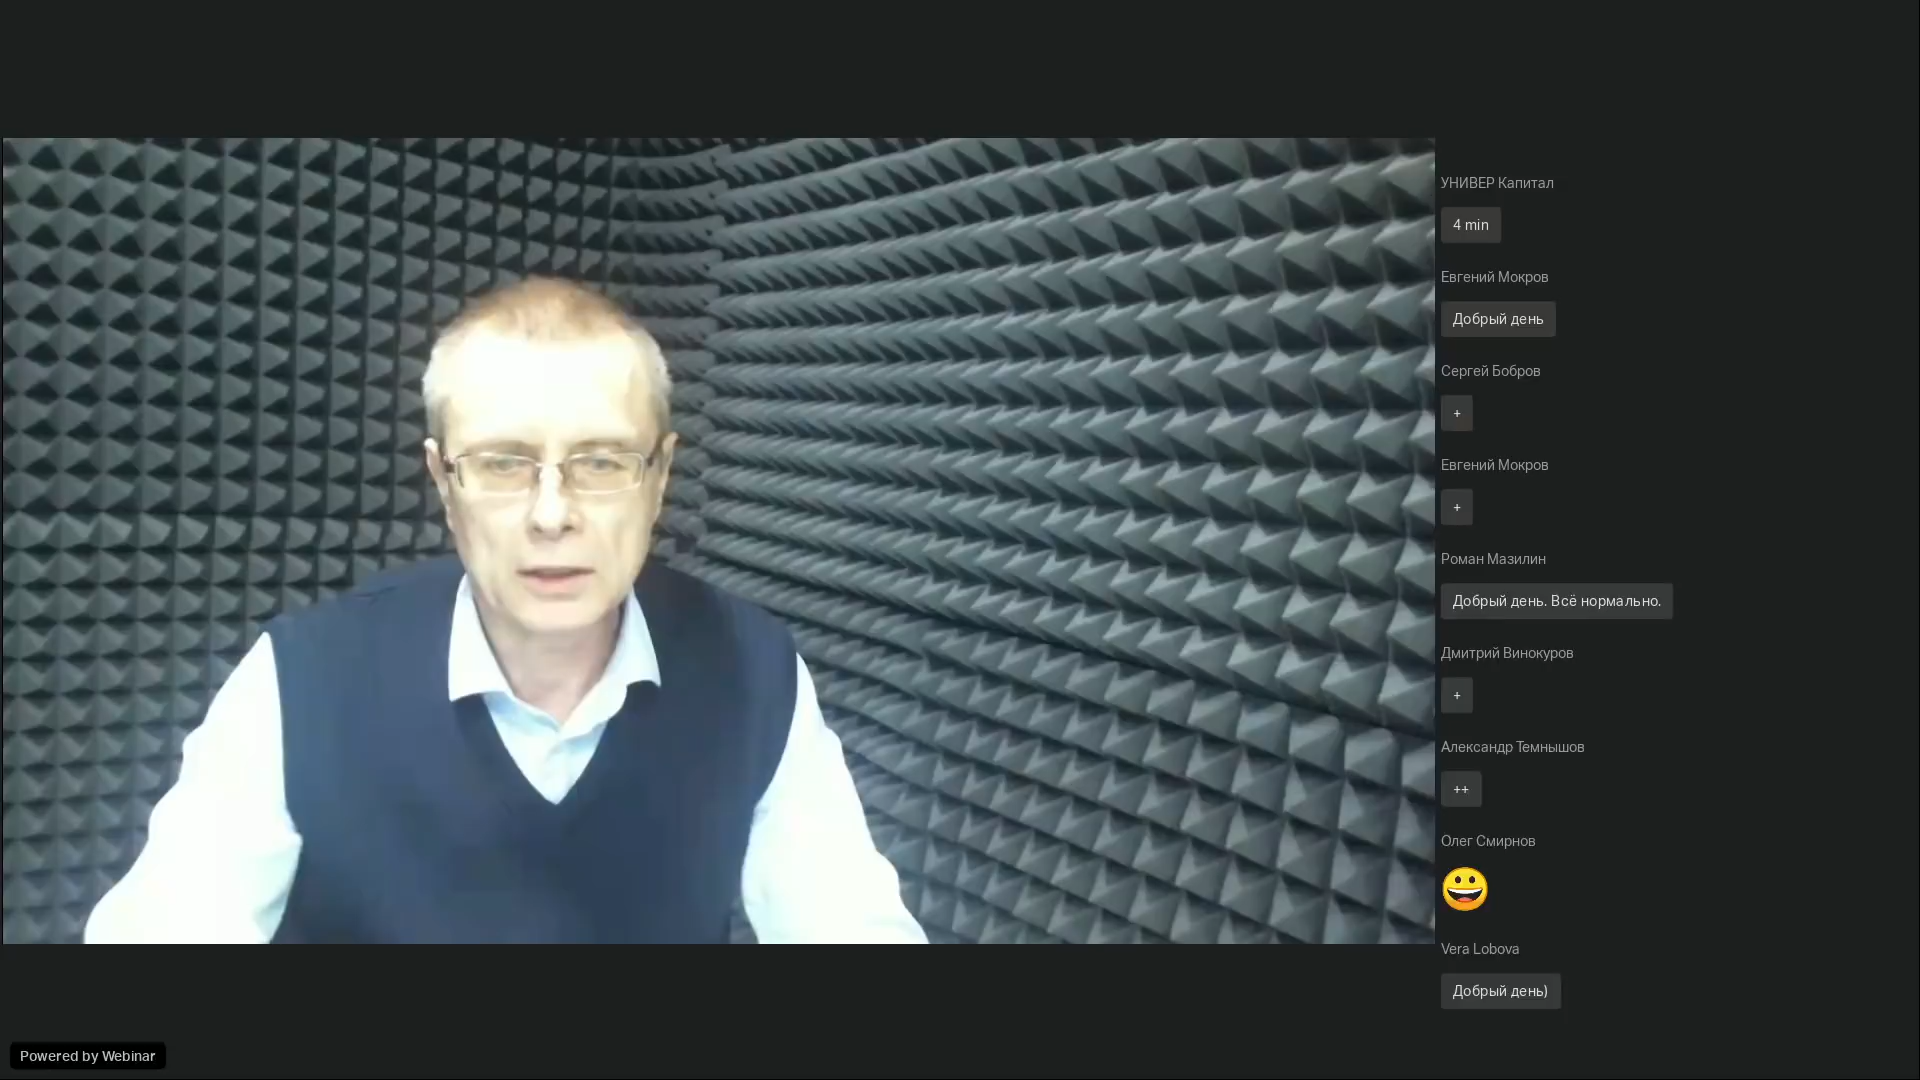 УНИВЕР Капитал
4 min
Евгений Мокров
Добрый день
Сергей Бобров
+
Евгений Мокров
+
Роман Мазилин
Добрый день. Всё нормально.
Дмитрий Винокуров
+
Александр Темнышов
++
Олег Смирнов
Vera Lobova
Добрый день)
Powered by Webinar